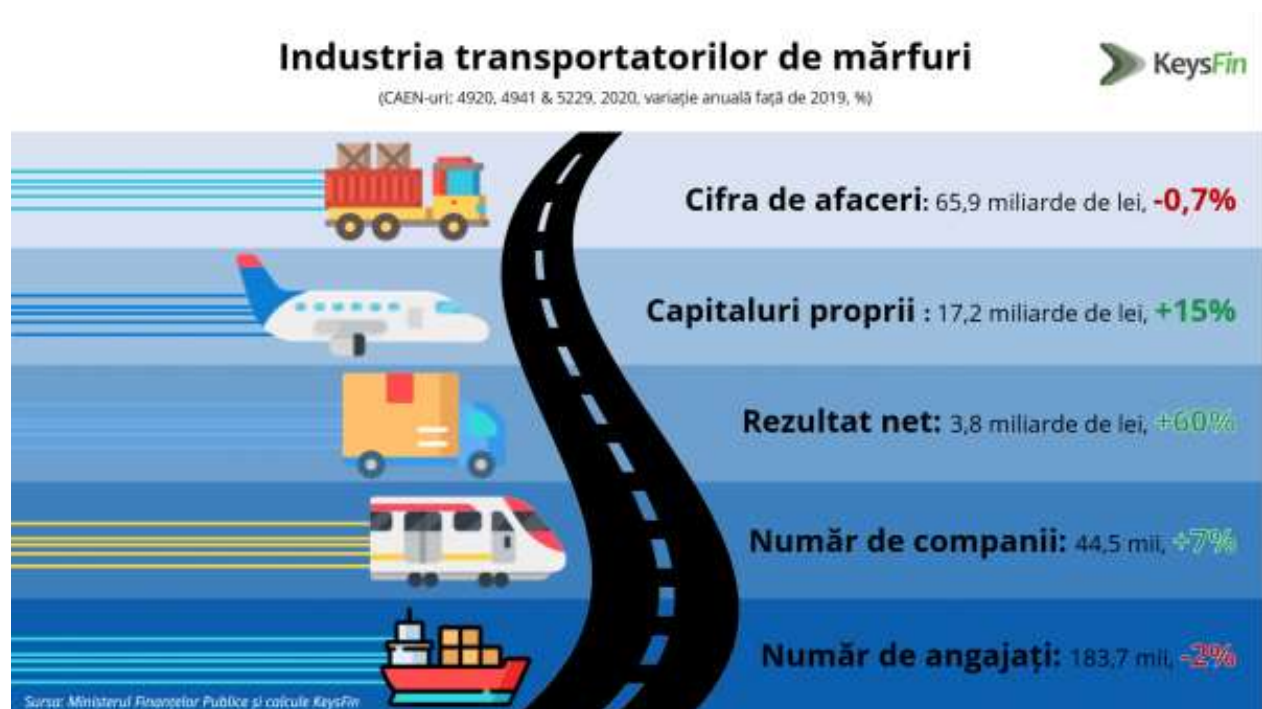 Industria transportatorilor de mărfuri
KeysFin
(CAEN-uri: 4920, 4941 & 5229, 2020, variație anuală față de 2019, %)
Cifra de afaceri: 65,9 miliarde de lei, -0,7%
Capitaluri proprii : 17,2 miliarde de lei, +15%
Rezultat net: 3,8 miliarde de lei, +60%
Număr de companii: 44,5 mii, +7%
Număr de angajați: 183,7 mii, -2%
Sursa: Ministerul Finanțelor Publice și calcule KeysFin